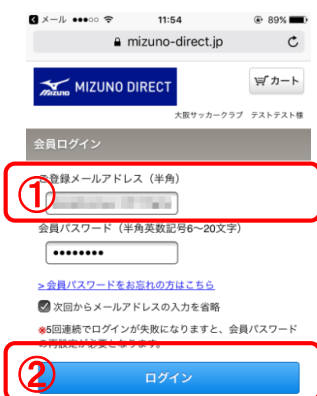 メール 11:54 89%
mizuno-direct.jp
MIZUNO MIZUNO DIRECT カート
大阪サッカークラブ テストテスト様
会員ログイン
①
ご登録メールアドレス（半角）
会員パスワード（半角英数記号6～20文字）
••••••••
>会員パスワードをお忘れの方はこちら
次回からメールアドレスの入力を省略
※5回連続でログインが失敗になりますと、会員パスワード
の再設定が必要となります。
② ログイン